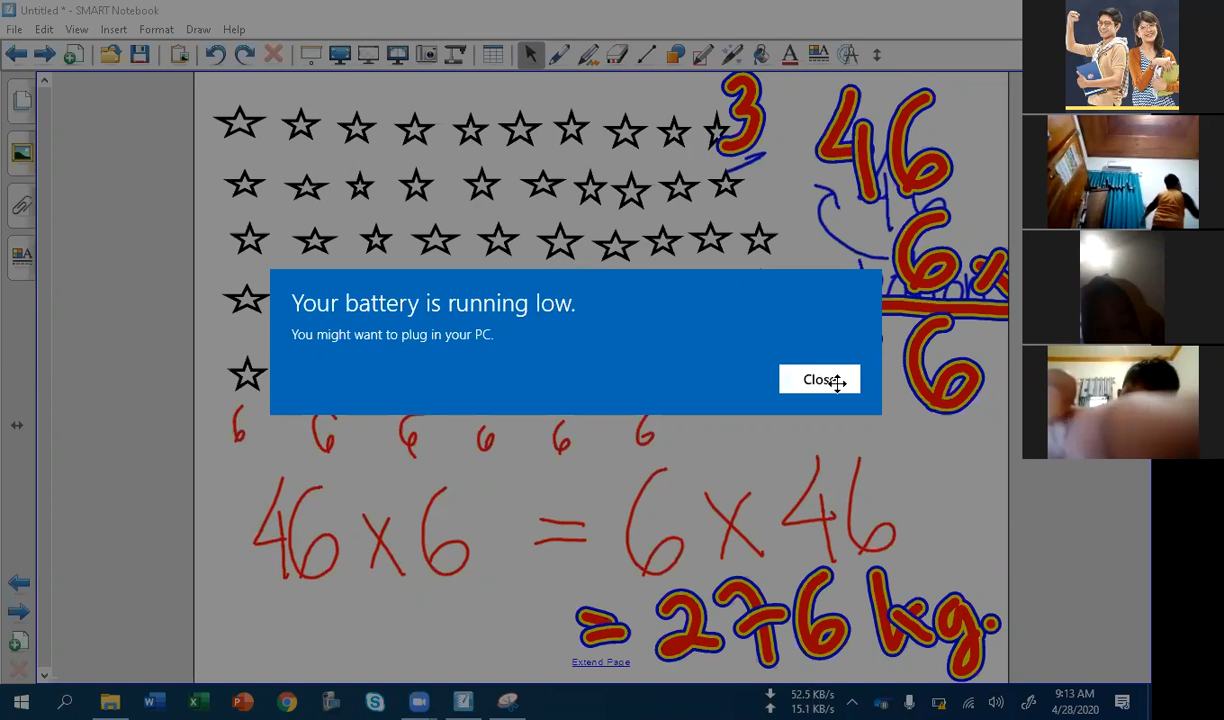 Untitled * - SMART Notebook
File Edit View Insert Format Draw Help
3
46
6 x
6
Your battery is running low.
You might want to plug in your PC.
Close
6 6 6 6 6 6
46 x 6 = 6 x 46
= 276 kg.
Extend Page
52.5 KB/s
15.1 KB/s
9:13 AM
4/28/2020